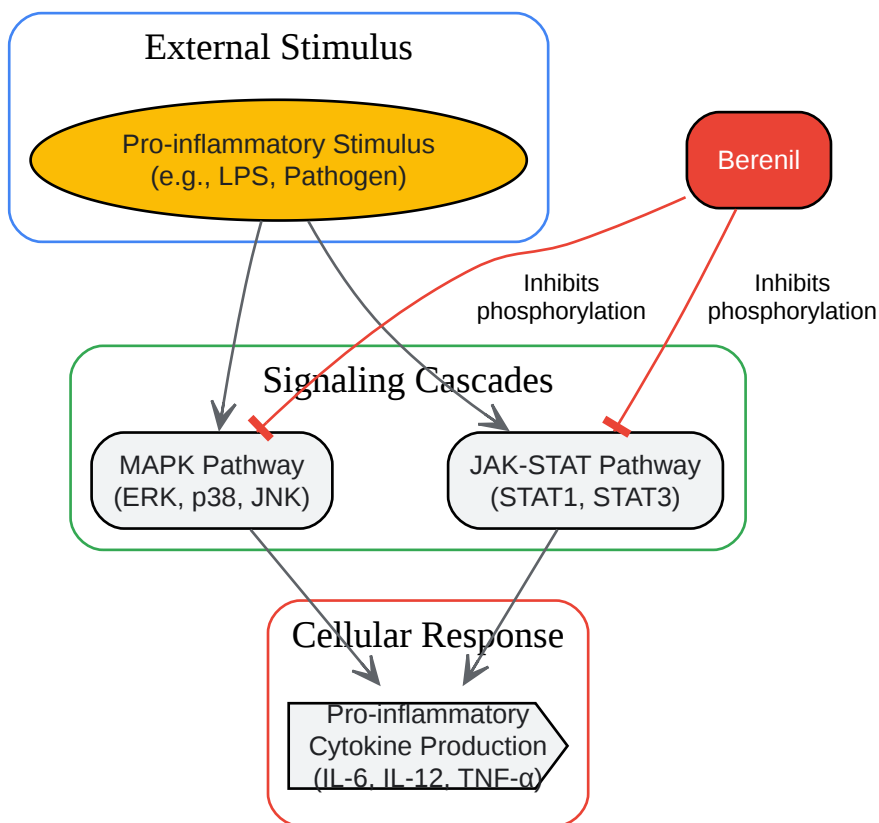 External Stimulus
Pro-inflammatory Stimulus
(e.g., LPS, Pathogen)
Berenil
Inhibits
phosphorylation
Inhibits
phosphorylation
Signaling Cascades
MAPK Pathway
(ERK, p38, JNK)
JAK-STAT Pathway
(STAT1, STAT3)
Cellular Response
Pro-inflammatory
Cytokine Production
(IL-6, IL-12, TNF-α)